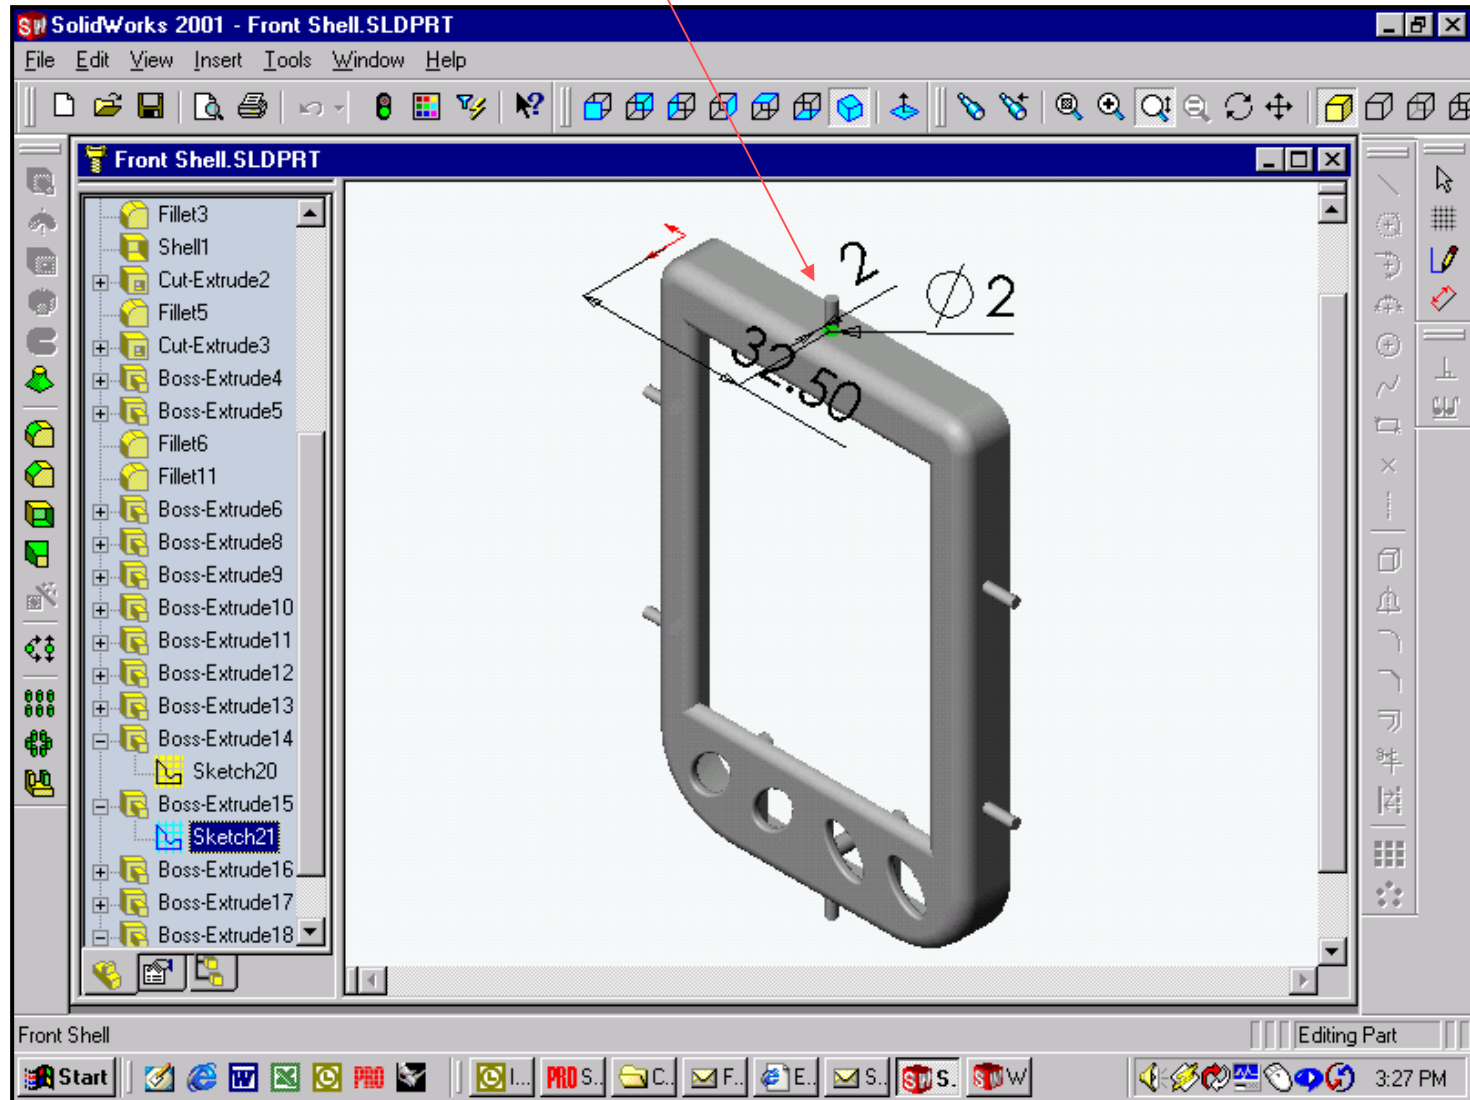 SolidWorks 2001 - Front Shell.SLDPRT
File Edit View Insert Tools Window Help
Front Shell.SLDPRT
Fillet3
Shell1
Cut-Extrude2
Fillet5
Cut-Extrude3
Boss-Extrude4
Boss-Extrude5
Fillet6
Fillet11
Boss-Extrude6
Boss-Extrude8
Boss-Extrude9
Boss-Extrude10
Boss-Extrude11
Boss-Extrude12
Boss-Extrude13
Boss-Extrude14
Sketch20
Boss-Extrude15
Sketch21
Boss-Extrude16
Boss-Extrude17
Boss-Extrude18
2
∅2
32.50
Front Shell
Editing Part
Start PRO I... PRO S.. C.. F.. E.. S.. S. W 3:27 PM